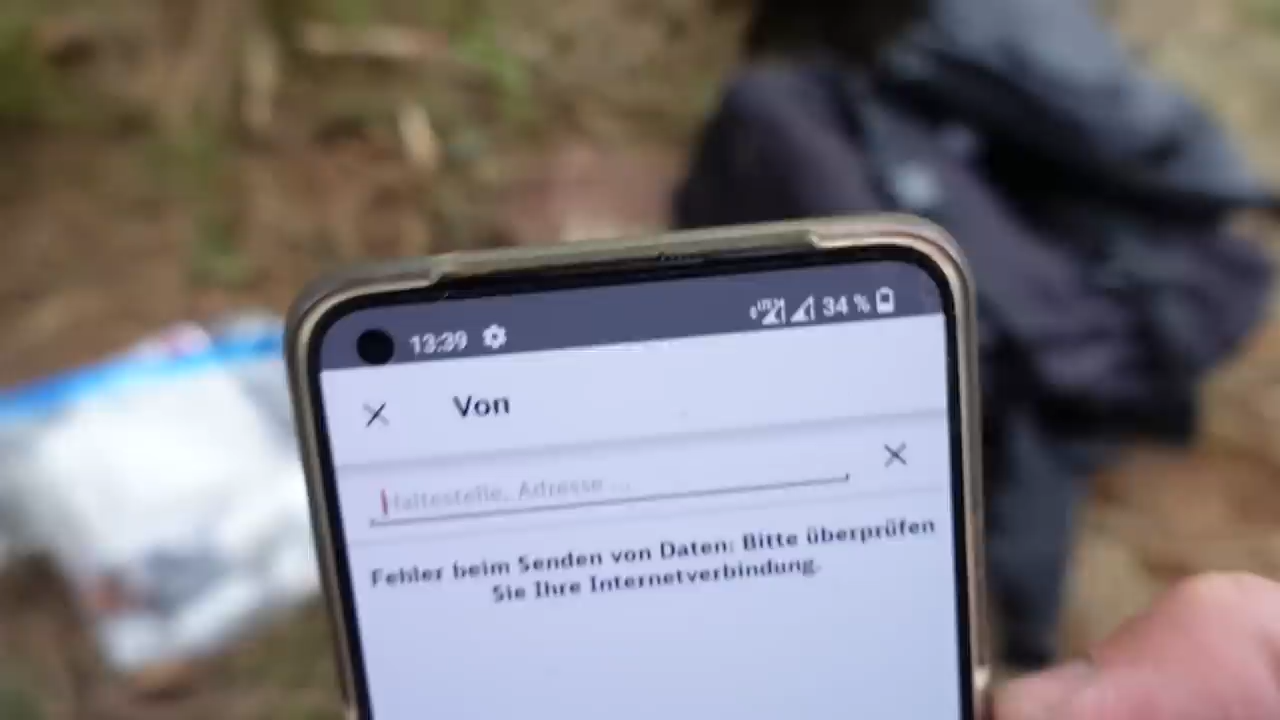 13:39 34 %
Von
Haltestelle, Adresse ...
Fehler beim Senden von Daten: Bitte überprüfen
Sie Ihre Internetverbindung.